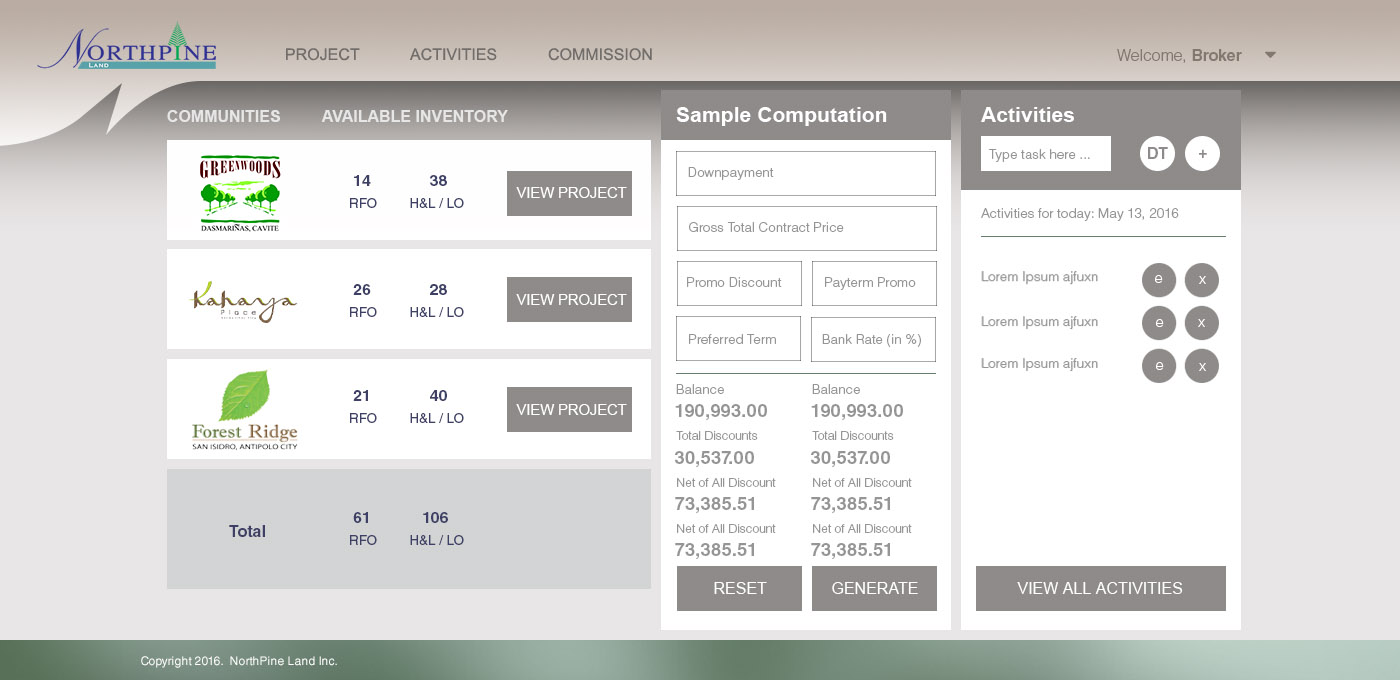 NORTHPINE
LAND
PROJECT ACTIVITIES COMMISSION
Welcome, Broker
COMMUNITIES AVAILABLE INVENTORY
GREENWOODS
DASMARIÑAS, CAVITE
14 38
RFO H&L / LO
VIEW PROJECT
Kahaya
Place
26 28
RFO H&L / LO
VIEW PROJECT
Forest Ridge
SAN ISIDRO, ANTIPOLO CITY
21 40
RFO H&L / LO
VIEW PROJECT
Total
61 106
RFO H&L / LO
Sample Computation
Downpayment
Gross Total Contract Price
Promo Discount Payterm Promo
Preferred Term Bank Rate (in %)
Balance Balance
190,993.00 190,993.00
Total Discounts Total Discounts
30,537.00 30,537.00
Net of All Discount Net of All Discount
73,385.51 73,385.51
Net of All Discount Net of All Discount
73,385.51 73,385.51
RESET GENERATE
Activities
Type task here ... DT +
Activities for today: May 13, 2016
Lorem Ipsum ajfuxn e x
Lorem Ipsum ajfuxn e x
Lorem Ipsum ajfuxn e x
VIEW ALL ACTIVITIES
Copyright 2016. NorthPine Land Inc.